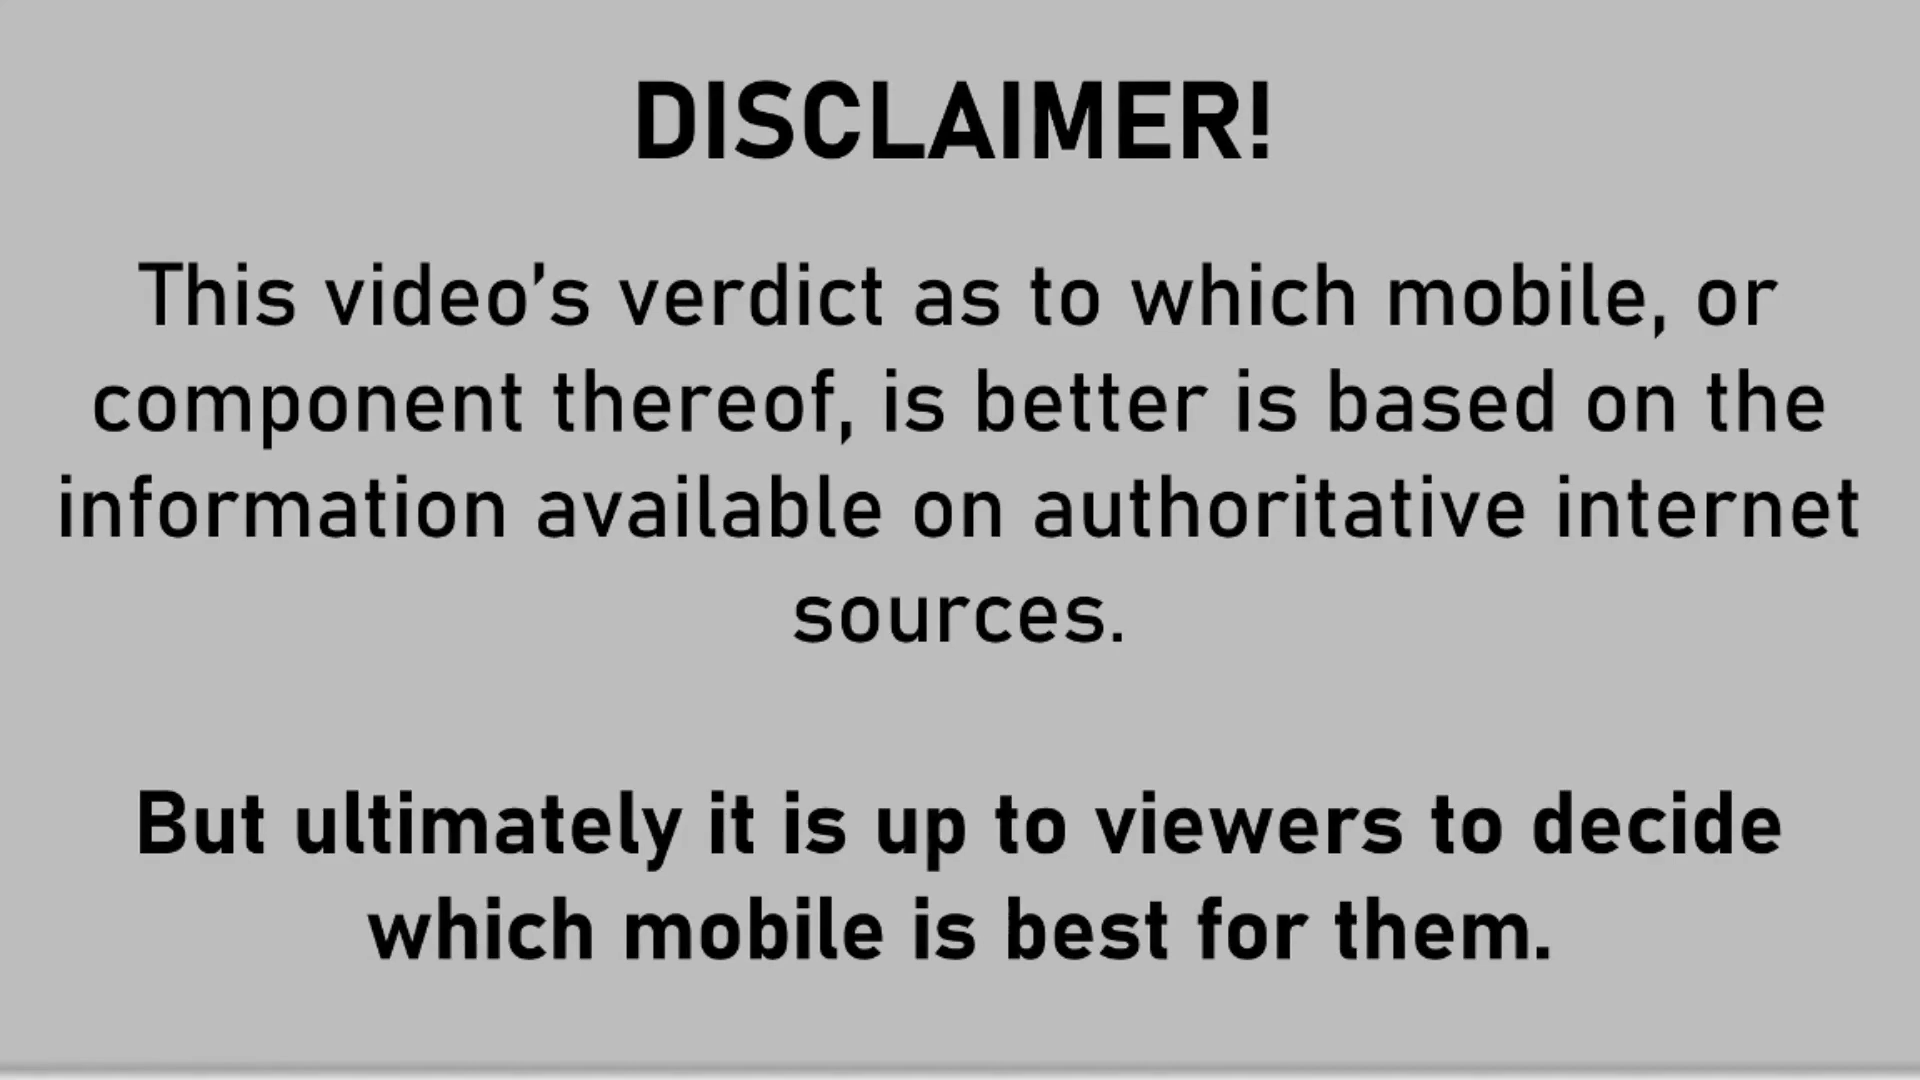 DISCLAIMER!
This video’s verdict as to which mobile, or
component thereof, is better is based on the
information available on authoritative internet
sources.
But ultimately it is up to viewers to decide
which mobile is best for them.